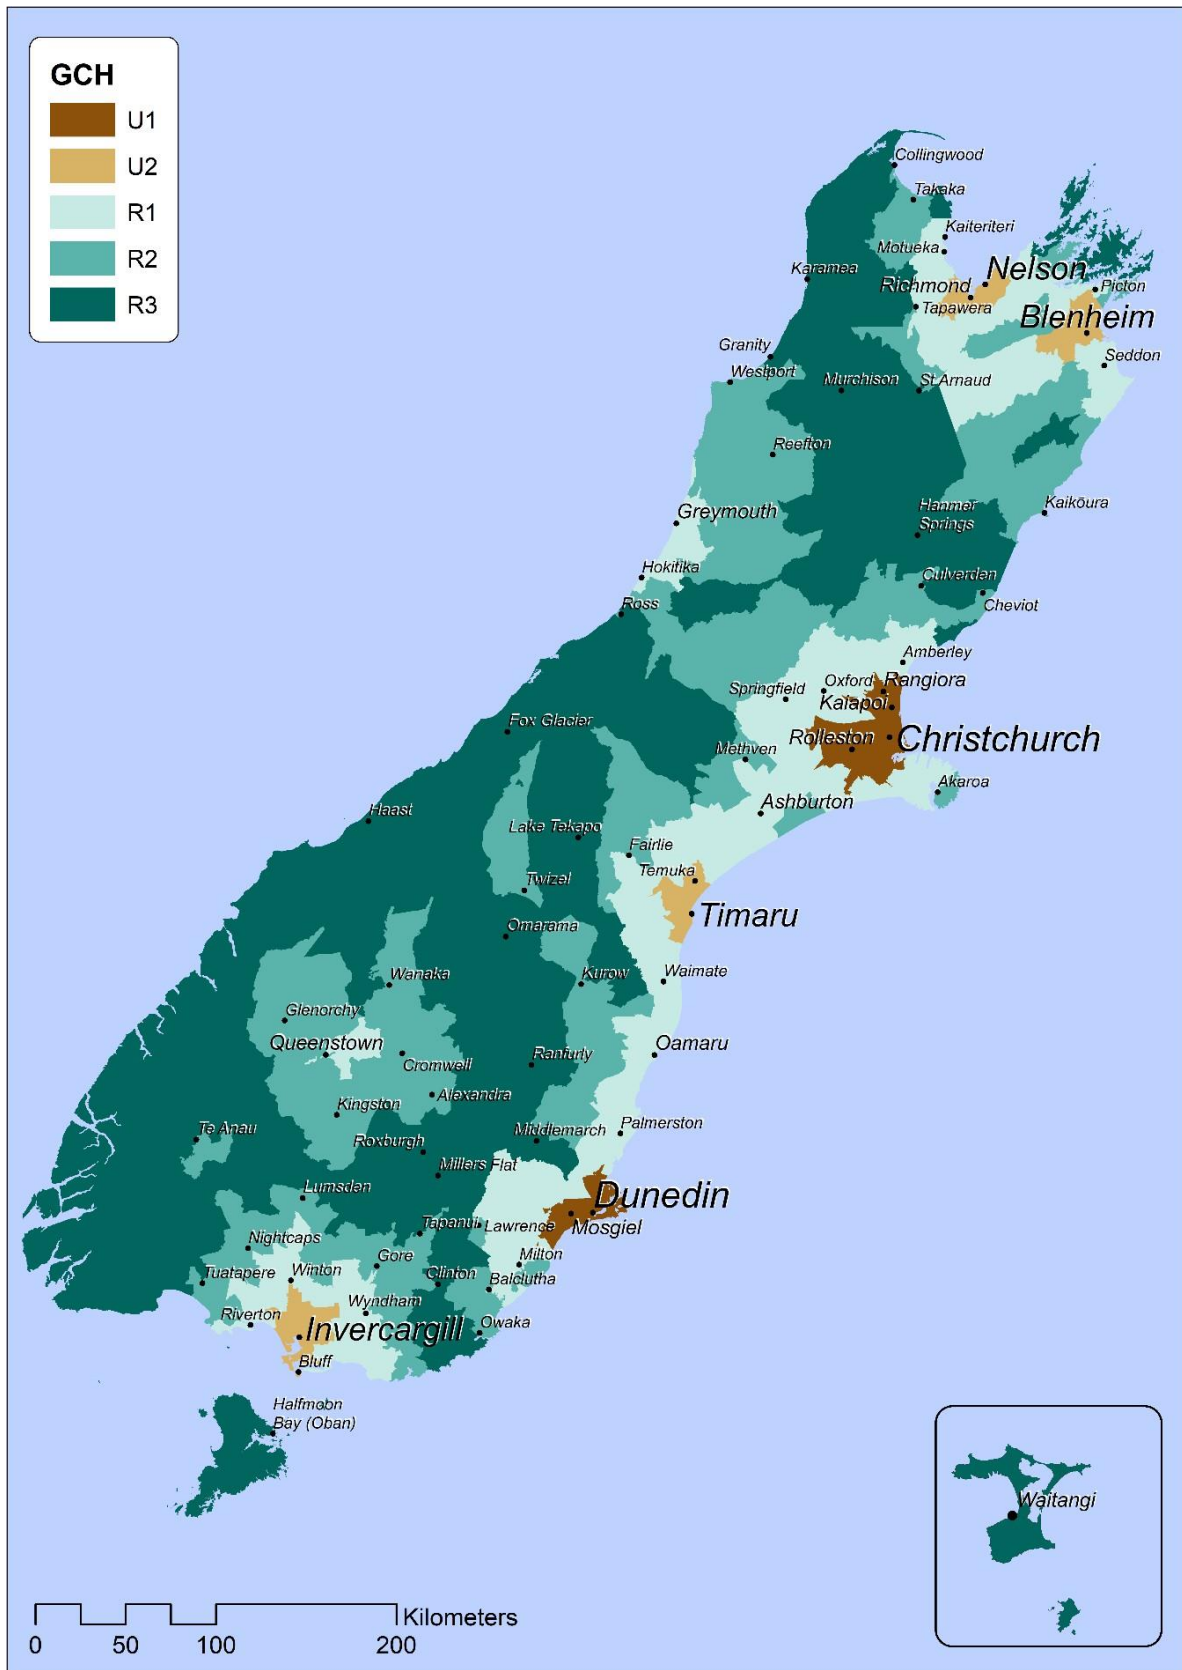 GCH
U1
U2
R1
R2
R3
Collingwood
Takaka
Kaiteriteri
Motueka
Karamea
Nelson
Richmond
Picton
Tapawera
Blenheim
Granity
Seddon
Westport
Murchison
St Arnaud
Reefton
Kaikōura
Greymouth
Hanmer
Springs
Hokitika
Culverden
Ross
Cheviot
Amberley
Springfield
Oxford
Rangiora
Kaiapoi
Fox Glacier
Rolleston
Christchurch
Methven
Akaroa
Ashburton
Haast
Lake Tekapo
Fairlie
Temuka
Twizel
Timaru
Omarama
Wanaka
Kurow
Waimate
Glenorchy
Queenstown
Cromwell
Ranfurly
Oamaru
Alexandra
Kingston
Te Anau
Roxburgh
Middlemarch
Palmerston
Millers Flat
Lumsden
Dunedin
Tapanui
Lawrence
Mosgiel
Nightcaps
Gore
Milton
Tuatapere
Winton
Clinton
Balclutha
Riverton
Wyndham
Invercargill
Owaka
Bluff
Halfmoon
Bay (Oban)
Waitangi
Kilometers
0 50 100 200